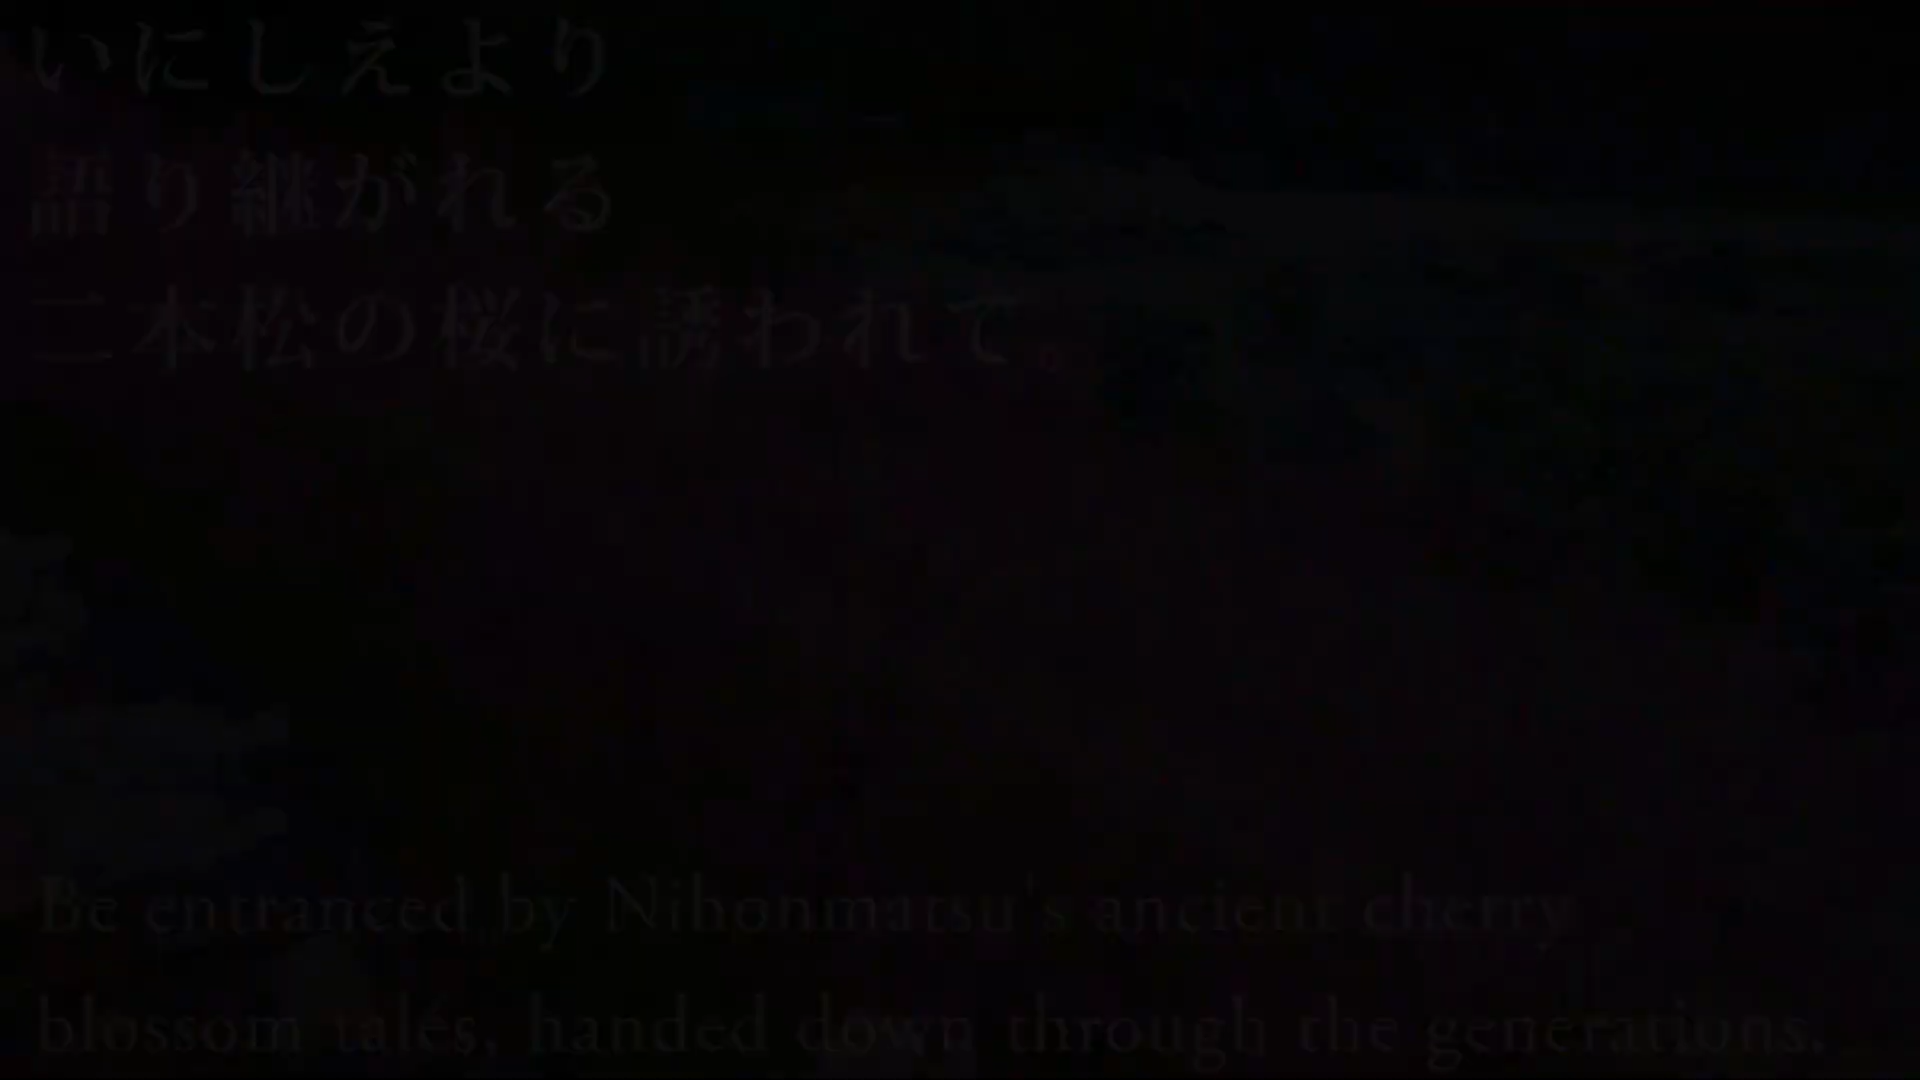 いにしえより
語り継がれる
二本松の桜に誘われて
Be entranced by Nihonmatsu's ancient cherry
blossom tales, handed down through the generations.